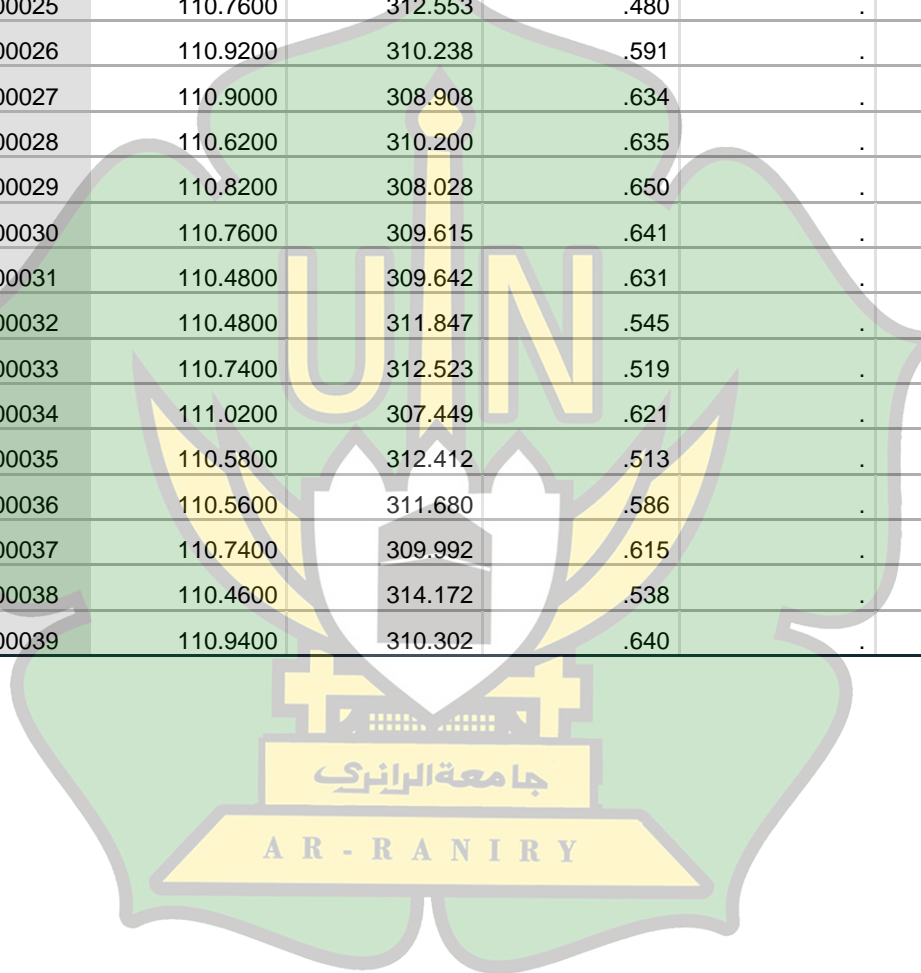 00025 110.7600 312.553 .480 .
00026 110.9200 310.238 .591 .
00027 110.9000 308.908 .634 .
00028 110.6200 310.200 .635 .
00029 110.8200 308.028 .650 .
00030 110.7600 309.615 .641 .
00031 110.4800 309.642 .631 .
00032 110.4800 311.847 .545 .
00033 110.7400 312.523 .519 .
00034 111.0200 307.449 .621 .
00035 110.5800 312.412 .513 .
00036 110.5600 311.680 .586 .
00037 110.7400 309.992 .615 .
00038 110.4600 314.172 .538 .
00039 110.9400 310.302 .640 .
UIN
جامعة الرانري
AR-RANIRY